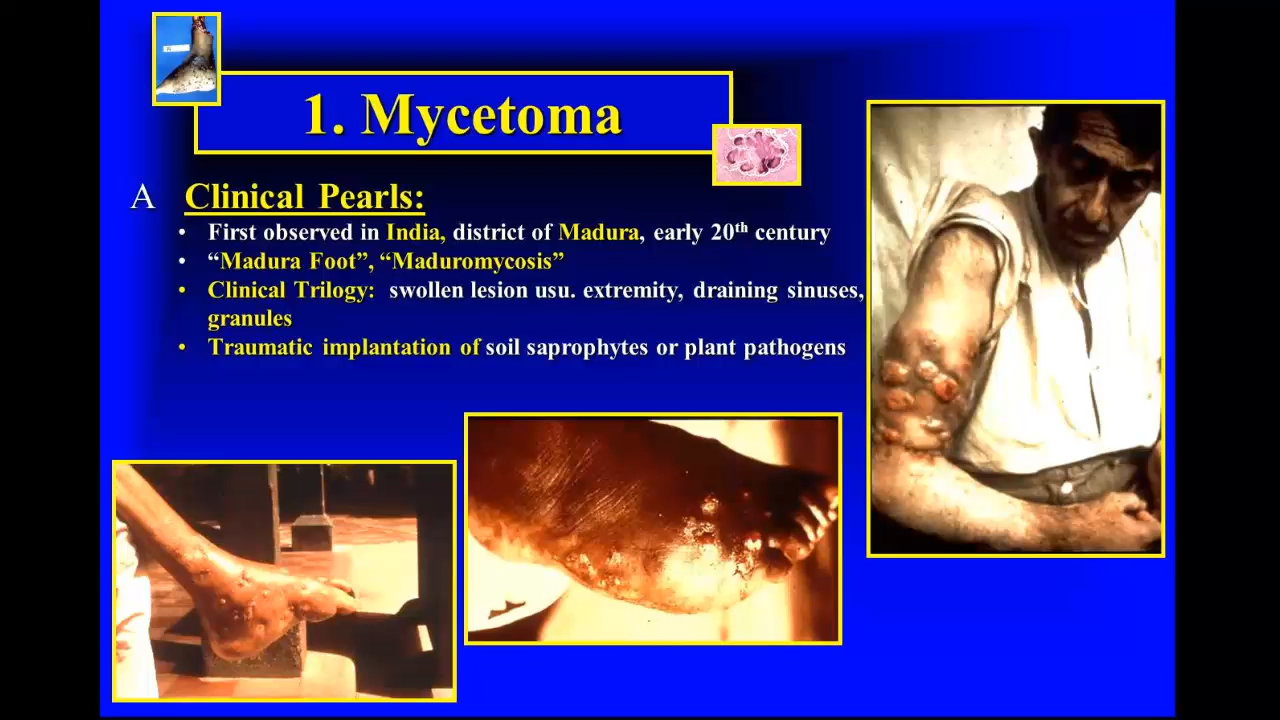 1. Mycetoma
A Clinical Pearls:
• First observed in India, district of Madura, early 20th century
• “Madura Foot”, “Maduromycosis”
• Clinical Trilogy: swollen lesion usu. extremity, draining sinuses,
granules
• Traumatic implantation of soil saprophytes or plant pathogens